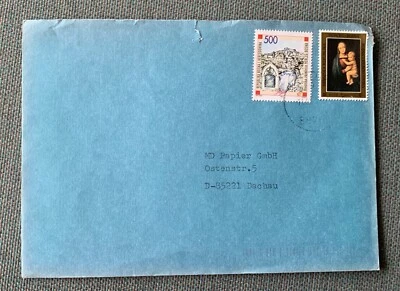 500
MD Papier GmbH
Ostenstr.5
D-85221 Dachau